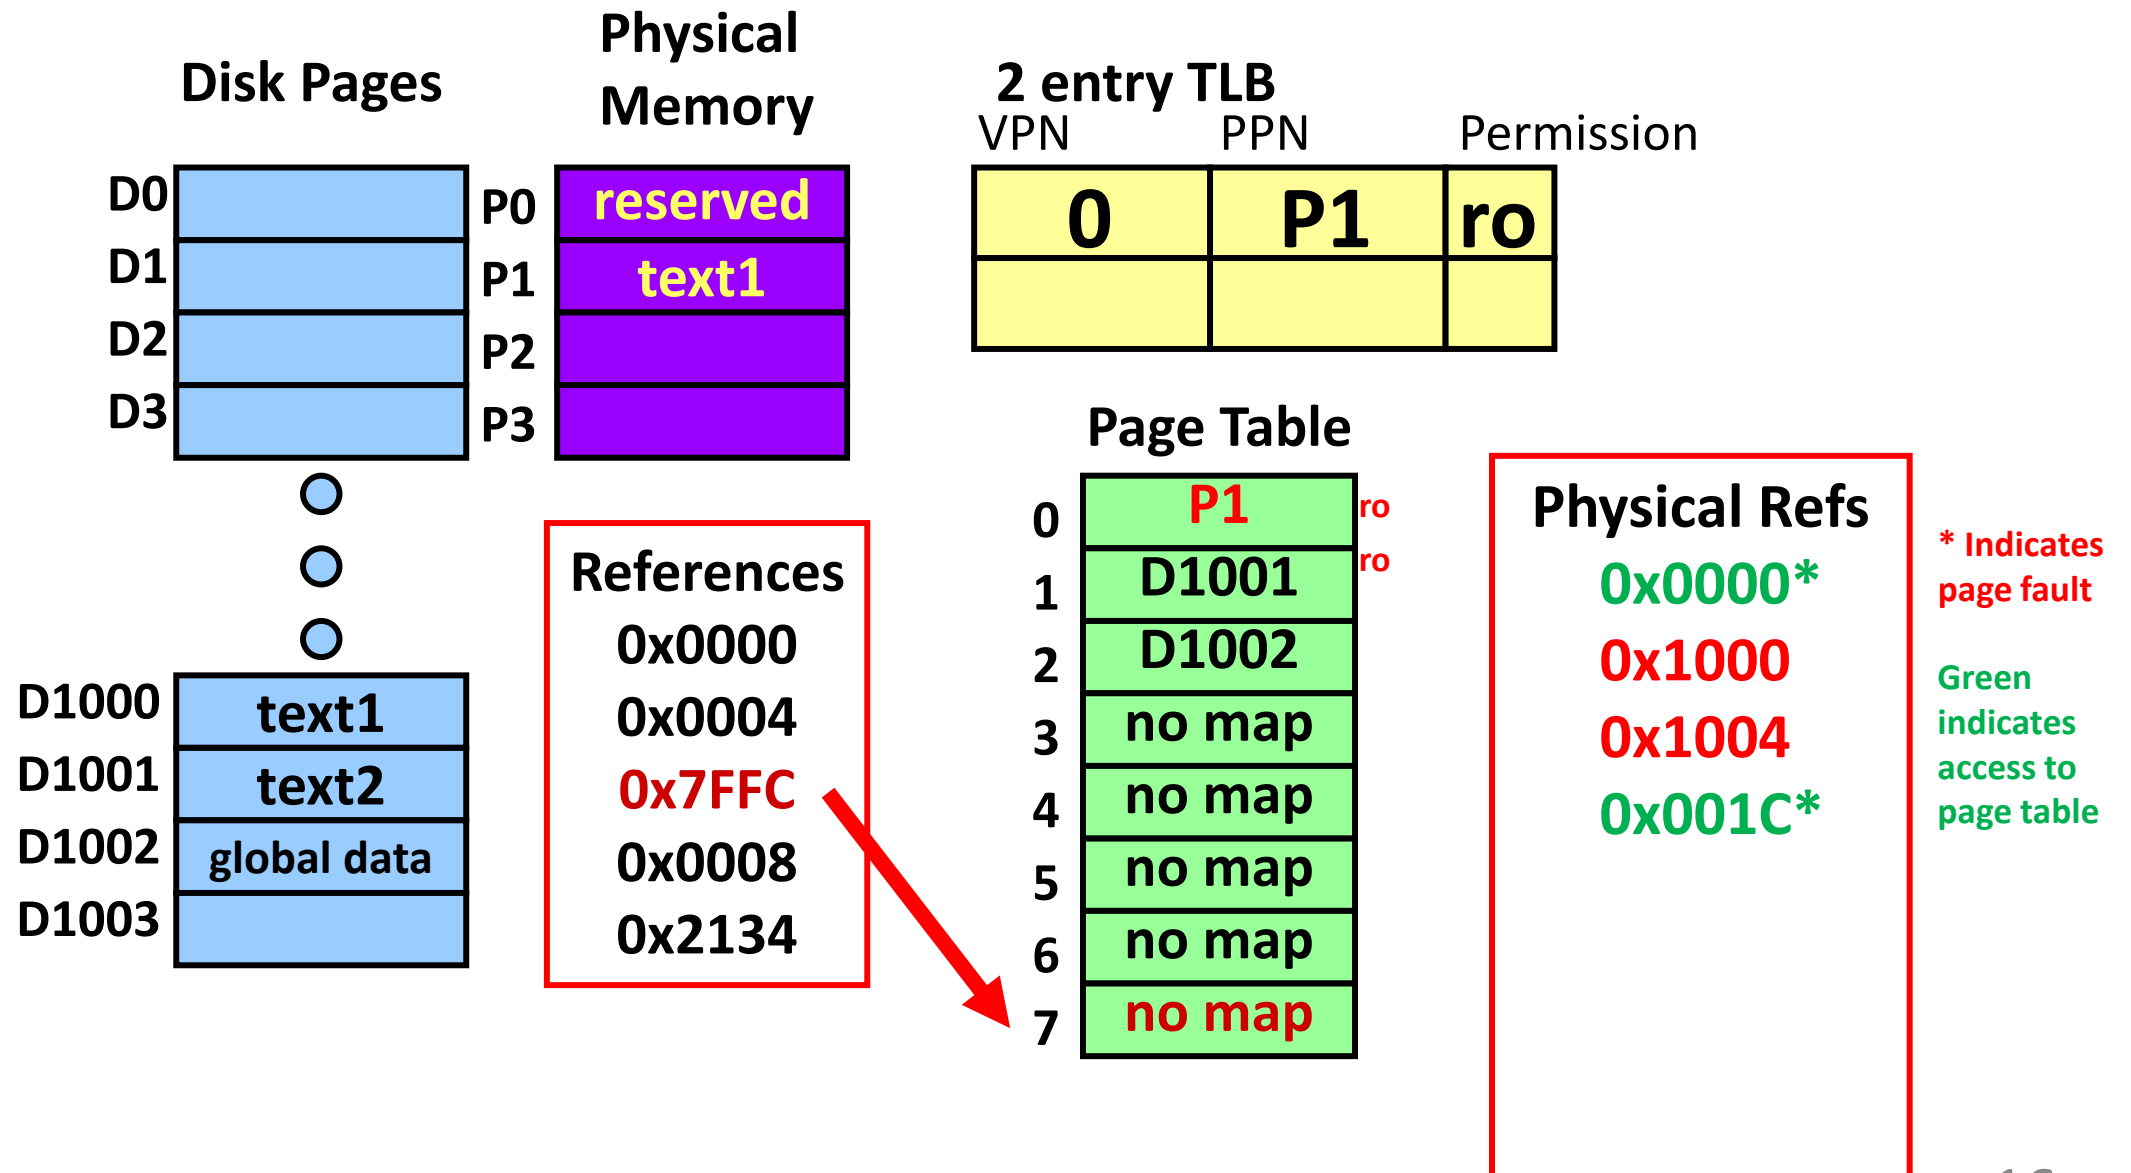 Disk Pages
D0
D1
D2
D3
D1000 text1
D1001 text2
D1002 global data
D1003
Physical
Memory
P0 reserved
P1 text1
P2
P3
2 entry TLB
VPN PPN Permission
0 P1 ro
References
0x0000
0x0004
0x7FFC
0x0008
0x2134
Page Table
0 P1 ro
1 D1001 ro
2 D1002
3 no map
4 no map
5 no map
6 no map
7 no map
Physical Refs
0x0000*
0x1000
0x1004
0x001C*
* Indicates
page fault
Green
indicates
access to
page table